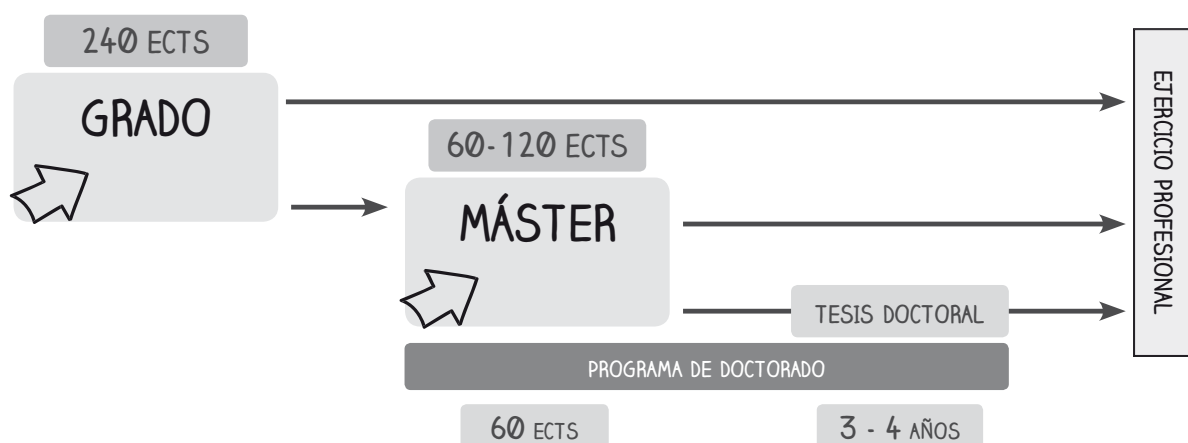 240 ECTS
GRADO
60-120 ECTS
MÁSTER
TESIS DOCTORAL
PROGRAMA DE DOCTORADO
60 ECTS
3 - 4 AÑOS
EJERCICIO PROFESIONAL